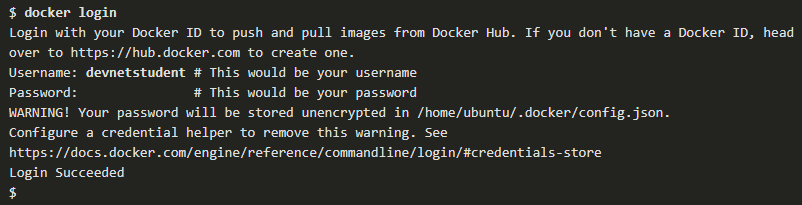 $ docker login
Login with your Docker ID to push and pull images from Docker Hub. If you don't have a Docker ID, head
over to https://hub.docker.com to create one.
Username: devnetstudent # This would be your username
Password:               # This would be your password
WARNING! Your password will be stored unencrypted in /home/ubuntu/.docker/config.json.
Configure a credential helper to remove this warning. See
https://docs.docker.com/engine/reference/commandline/login/#credentials-store
Login Succeeded
$